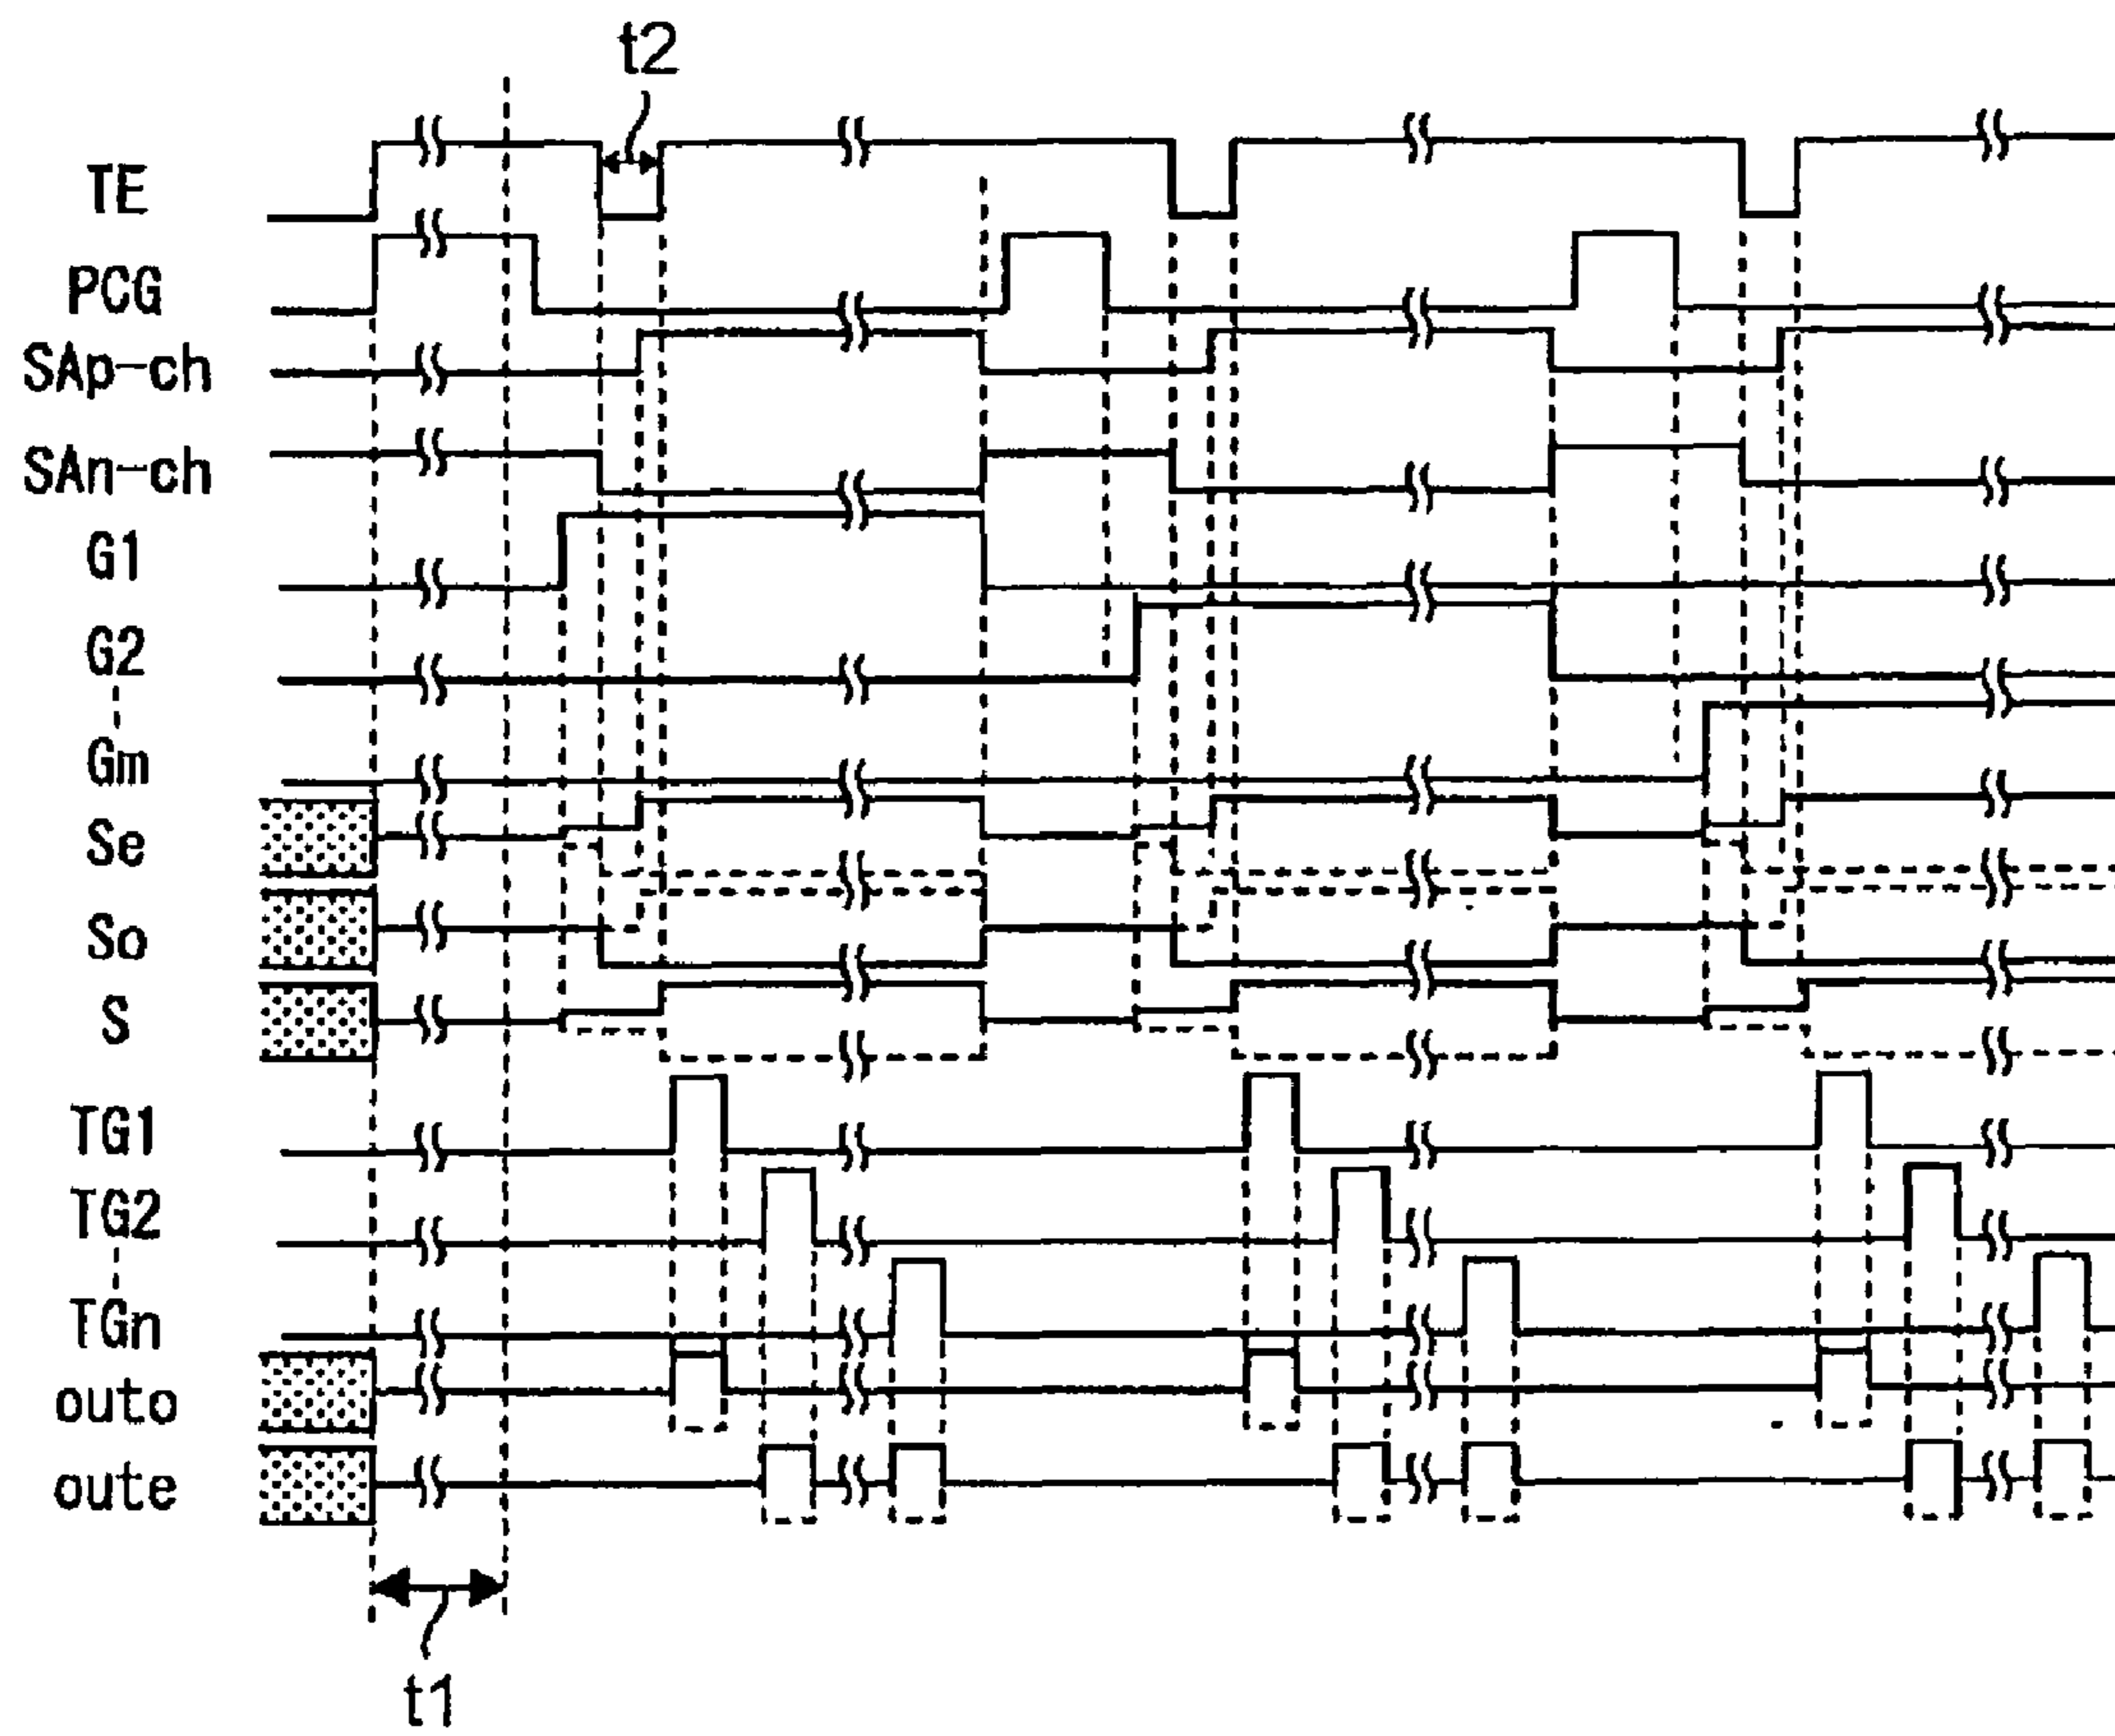 t2
TE
PCG
SAp-ch
SAn-ch
G1
G2
Gm
Se
So
S
TG1
TG2
TGn
outo
oute
t1